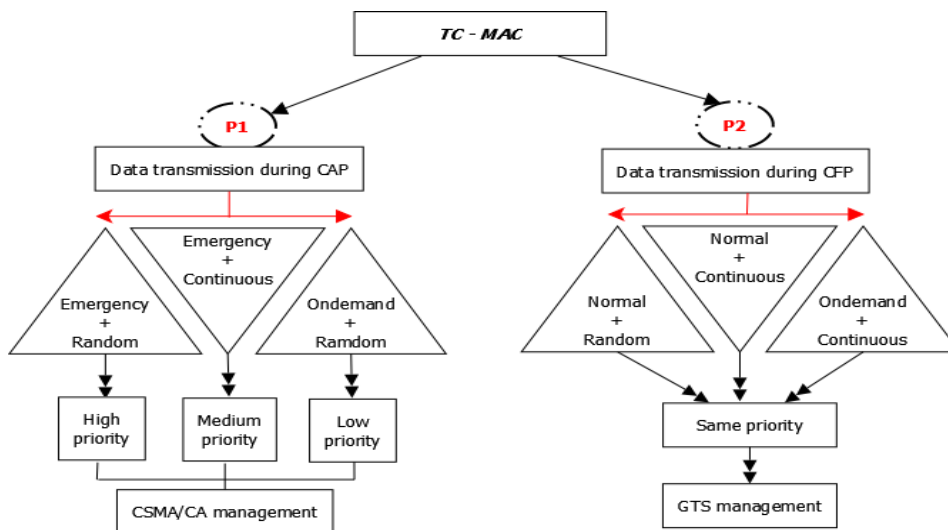 TC - MAC
P1
P2
Data transmission during CAP
Data transmission during CFP
Emergency
+
Continuous
Emergency
+
Random
Ondemand
+
Ramdom
Normal
+
Continuous
Normal
+
Random
Ondemand
+
Continuous
High
priority
Medium
priority
Low
priority
Same priority
CSMA/CA management
GTS management